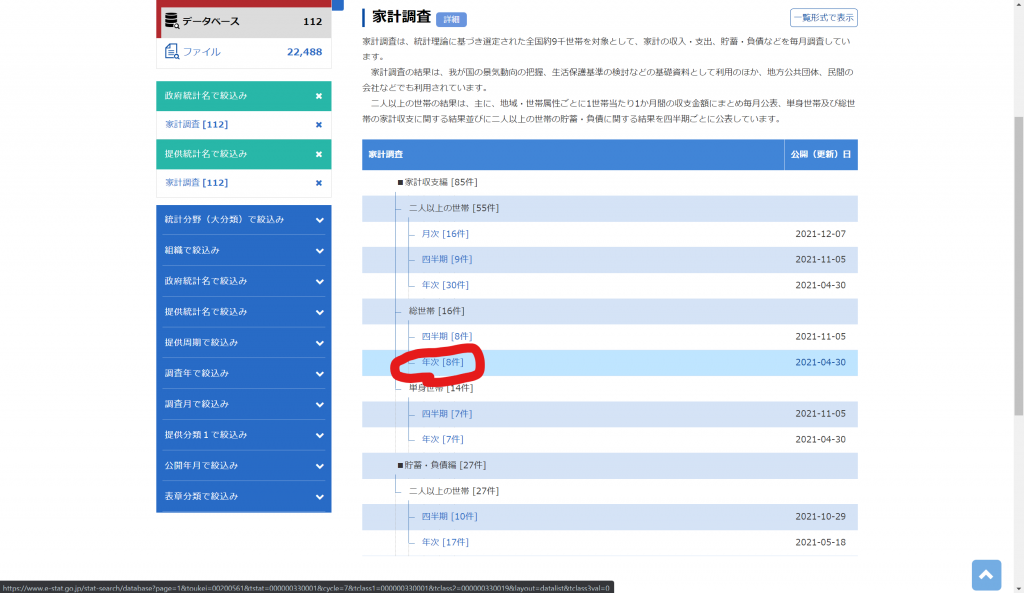 データベース 112
ファイル 22,488
政府統計名で絞込み ×
家計調査 [112] ×
提供統計名で絞込み ×
家計調査 [112] ×
統計分野（大分類）で絞込み
組織で絞込み
政府統計名で絞込み
提供統計名で絞込み
提供周期で絞込み
調査年で絞込み
調査月で絞込み
提供分類１で絞込み
公開年月で絞込み
表章分類で絞込み
家計調査 詳細
一覧形式で表示
家計調査は、統計理論に基づき選定された全国約9千世帯を対象として、家計の収入・支出、貯蓄・負債などを毎月調査してい
ます。
家計調査の結果は、我が国の景気動向の把握、生活保護基準の検討などの基礎資料として利用のほか、地方公共団体、民間の
会社などでも利用されています。
二人以上の世帯の結果は、主に、地域・世帯属性ごとに1世帯当たり1か月間の収支金額にまとめ毎月公表、単身世帯及び総世
帯の家計収支に関する結果並びに二人以上の世帯の貯蓄・負債に関する結果を四半期ごとに公表しています。
家計調査 公開（更新）日
■家計収支編 [85件]
二人以上の世帯 [55件]
月次 [16件] 2021-12-07
四半期 [9件] 2021-11-05
年次 [30件] 2021-04-30
総世帯 [16件]
四半期 [8件] 2021-11-05
年次 [8件] 2021-04-30
単身世帯 [14件]
四半期 [7件] 2021-11-05
年次 [7件] 2021-04-30
■貯蓄・負債編 [27件]
二人以上の世帯 [27件]
四半期 [10件] 2021-10-29
年次 [17件] 2021-05-18
https://www.e-stat.go.jp/stat-search/database?page=1&toukei=00200561&tstat=000000330001&cycle=7&tclass1=000000330001&tclass2=000000330019&layout=datalist&tclass3val=0